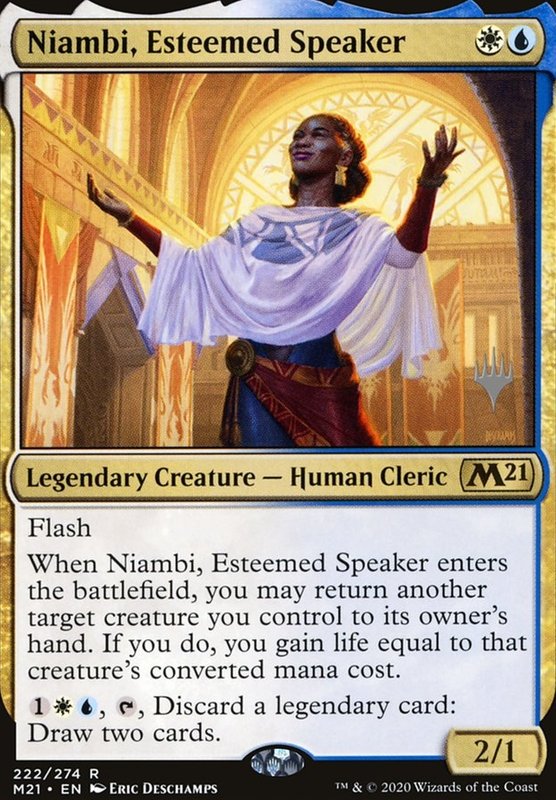 Niambi, Esteemed Speaker
Legendary Creature — Human Cleric
M21
Flash
When Niambi, Esteemed Speaker enters
the battlefield, you may return another
target creature you control to its owner's
hand. If you do, you gain life equal to that
creature's converted mana cost.
1, , Discard a legendary card:
Draw two cards.
2/1
222/274 R
M21 • EN Eric Deschamps
™ & © 2020 Wizards of the Coast